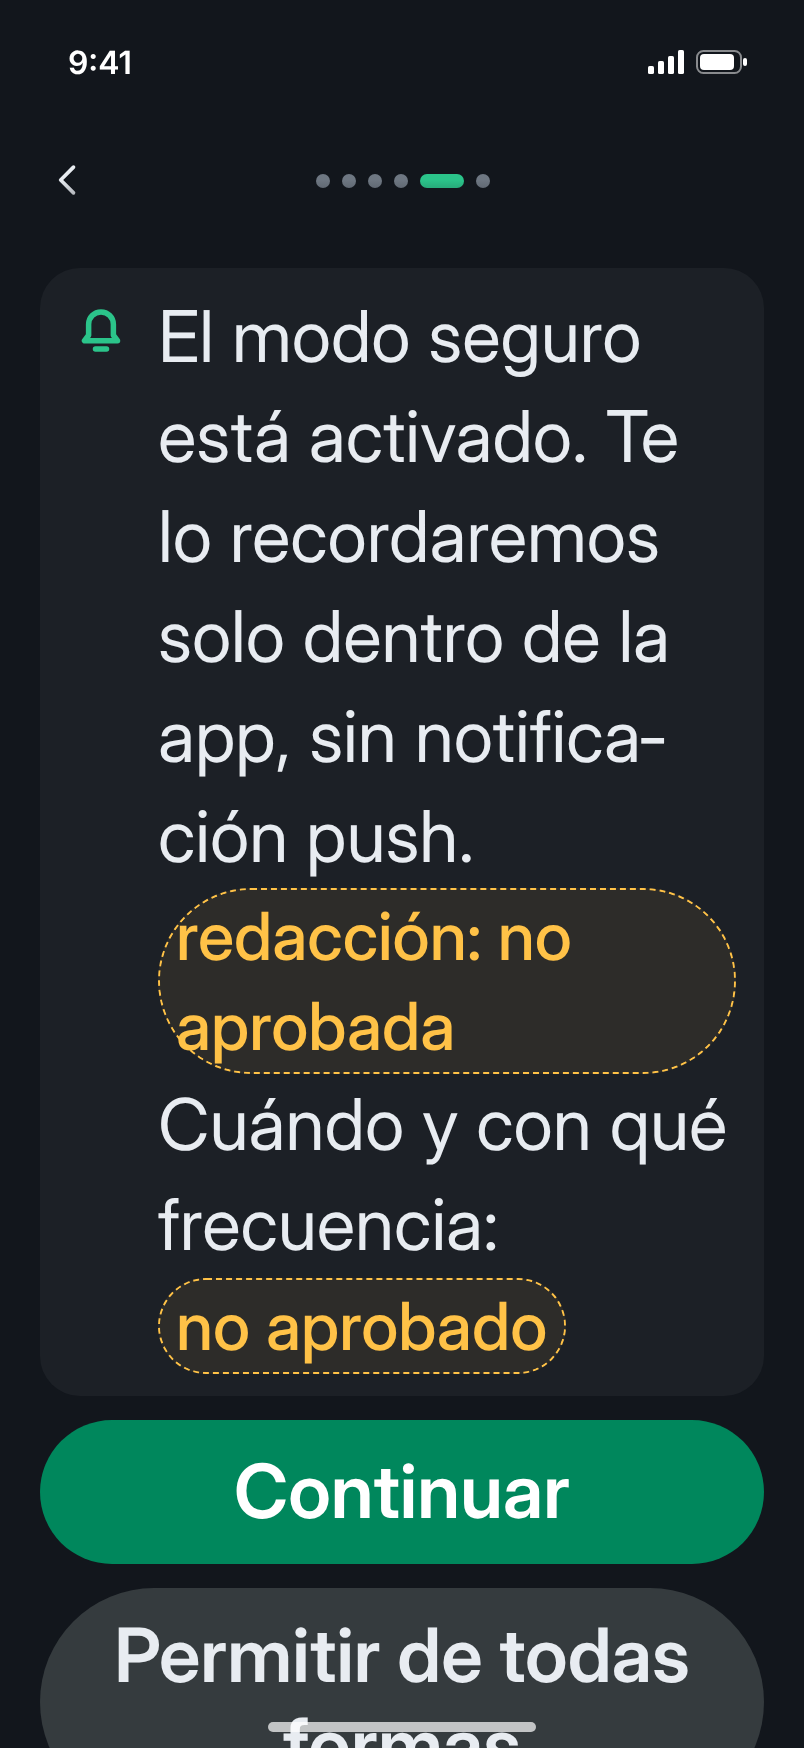 9:41
El modo seguro
está activado. Te
lo recordaremos
solo dentro de la
app, sin notifica-
ción push.
redacción: no
aprobada
Cuándo y con qué
frecuencia:
no aprobado
Continuar
Permitir de todas
formas